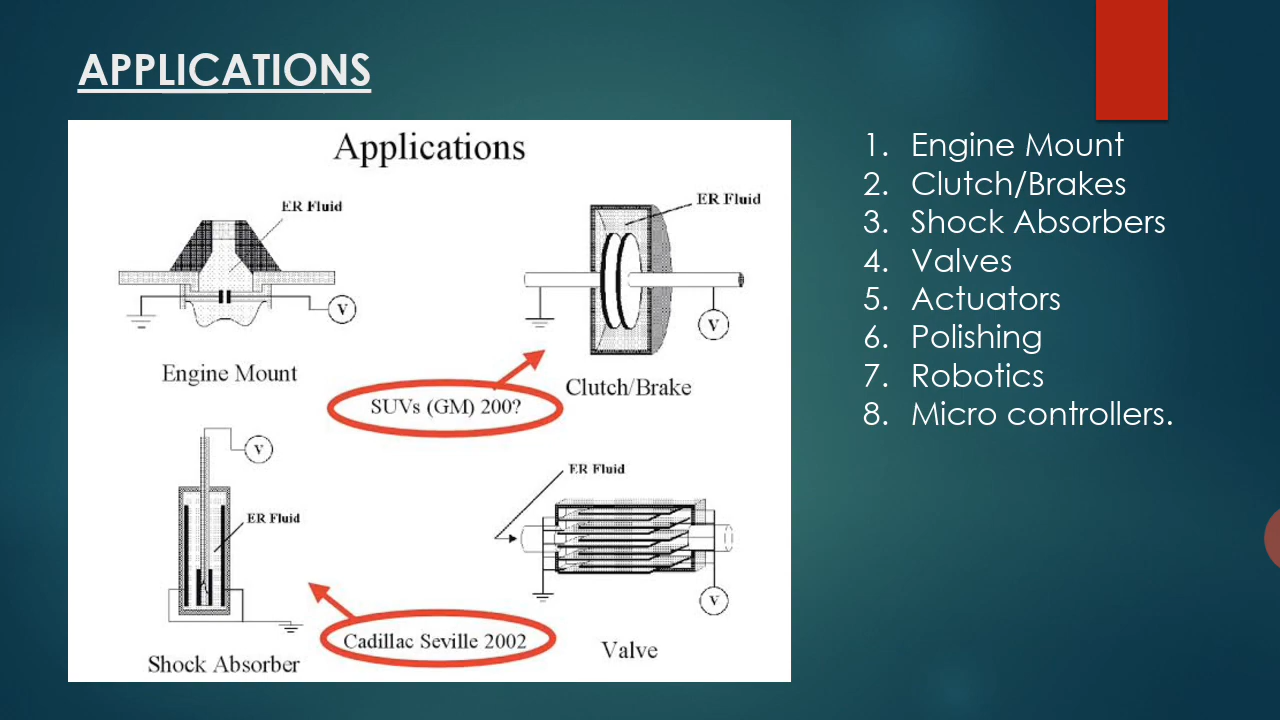 APPLICATIONS
Applications
ER Fluid
V
Engine Mount
ER Fluid
V
Clutch/Brake
SUVs (GM) 200?
V
ER Fluid
Shock Absorber
Cadillac Seville 2002
ER Fluid
V
Valve
1. Engine Mount
2. Clutch/Brakes
3. Shock Absorbers
4. Valves
5. Actuators
6. Polishing
7. Robotics
8. Micro controllers.